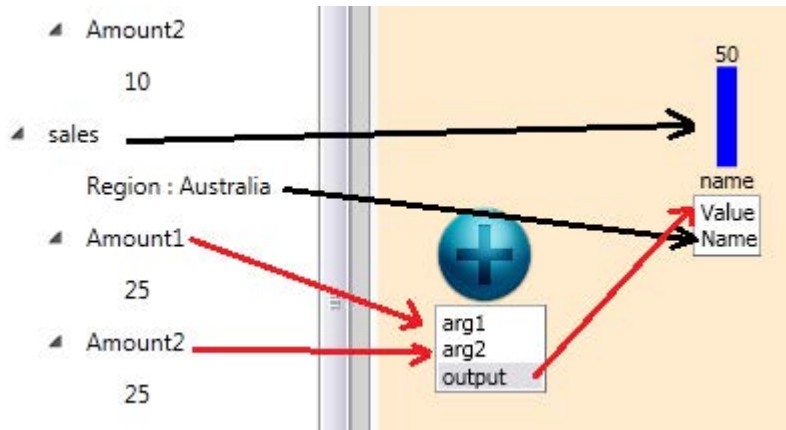 Amount2
10
sales
Region : Australia
Amount1
25
Amount2
25
50
name
Value
Name
arg1
arg2
output